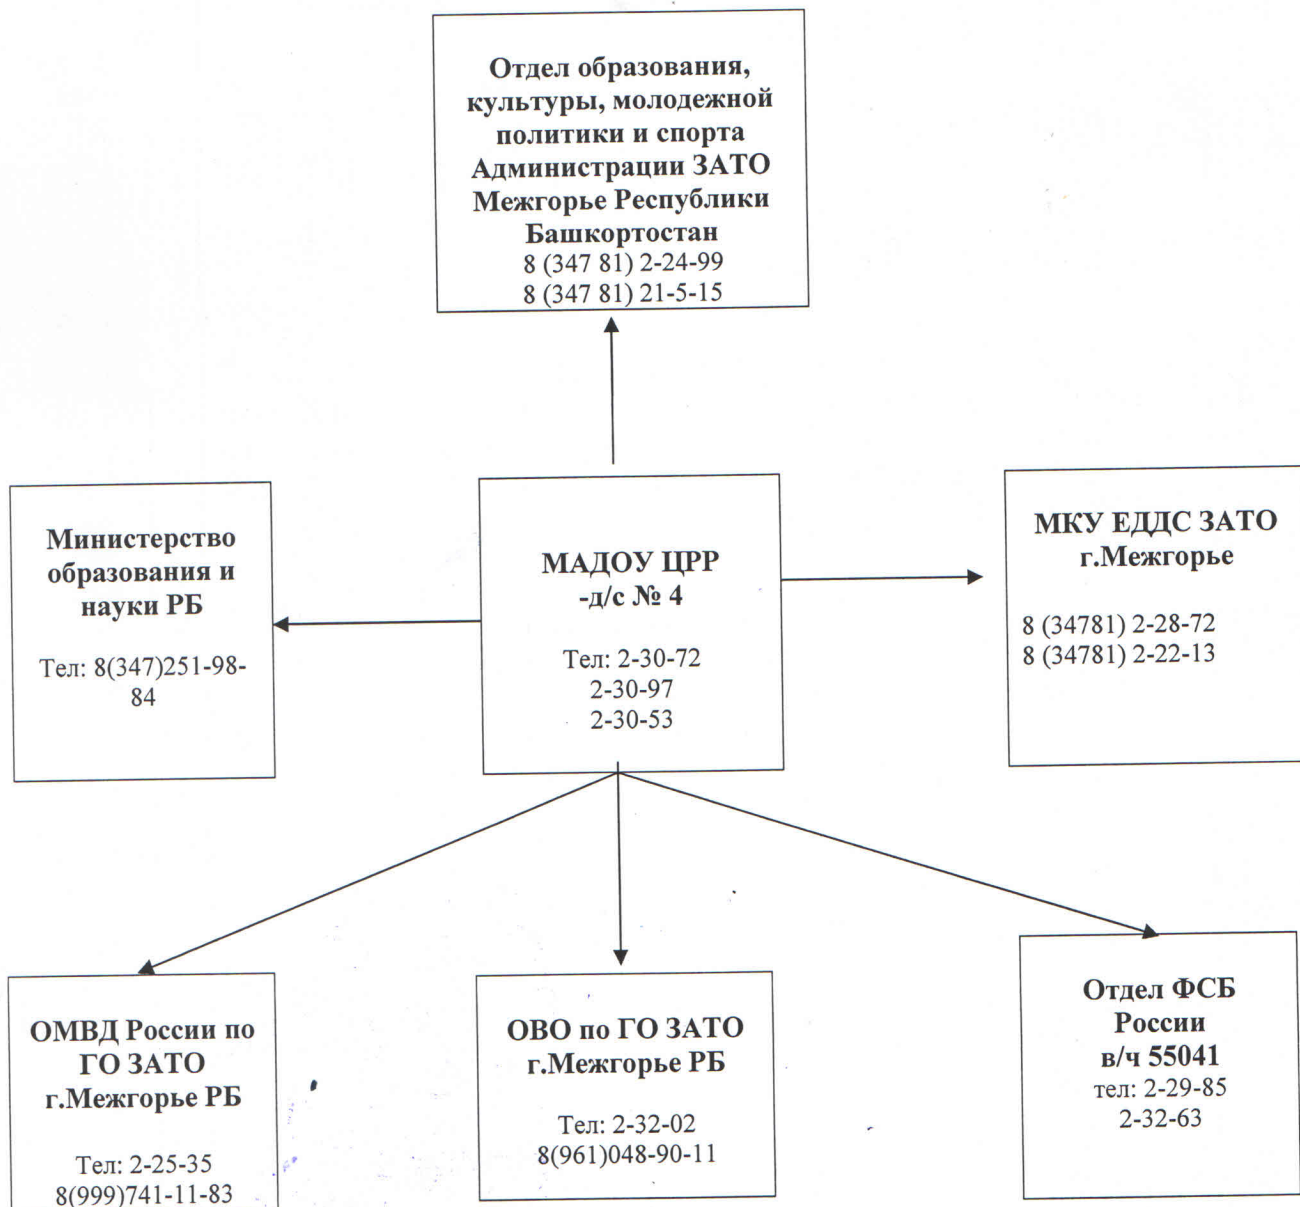 Отдел образования,
культуры, молодежной
политики и спорта
Администрации ЗАТО
Межгорье Республики
Башкортостан
8 (347 81) 2-24-99
8 (347 81) 21-5-15
Министерство
образования и
науки РБ
Тел: 8(347)251-98-
84
МАДОУ ЦРР
-д/с № 4
Тел: 2-30-72
2-30-97
2-30-53
МКУ ЕДДС ЗАТО
г.Межгорье
8 (34781) 2-28-72
8 (34781) 2-22-13
ОМВД России по
ГО ЗАТО
г.Межгорье РБ
Тел: 2-25-35
8(999)741-11-83
ОВО по ГО ЗАТО
г.Межгорье РБ
Тел: 2-32-02
8(961)048-90-11
Отдел ФСБ
России
в/ч 55041
тел: 2-29-85
2-32-63